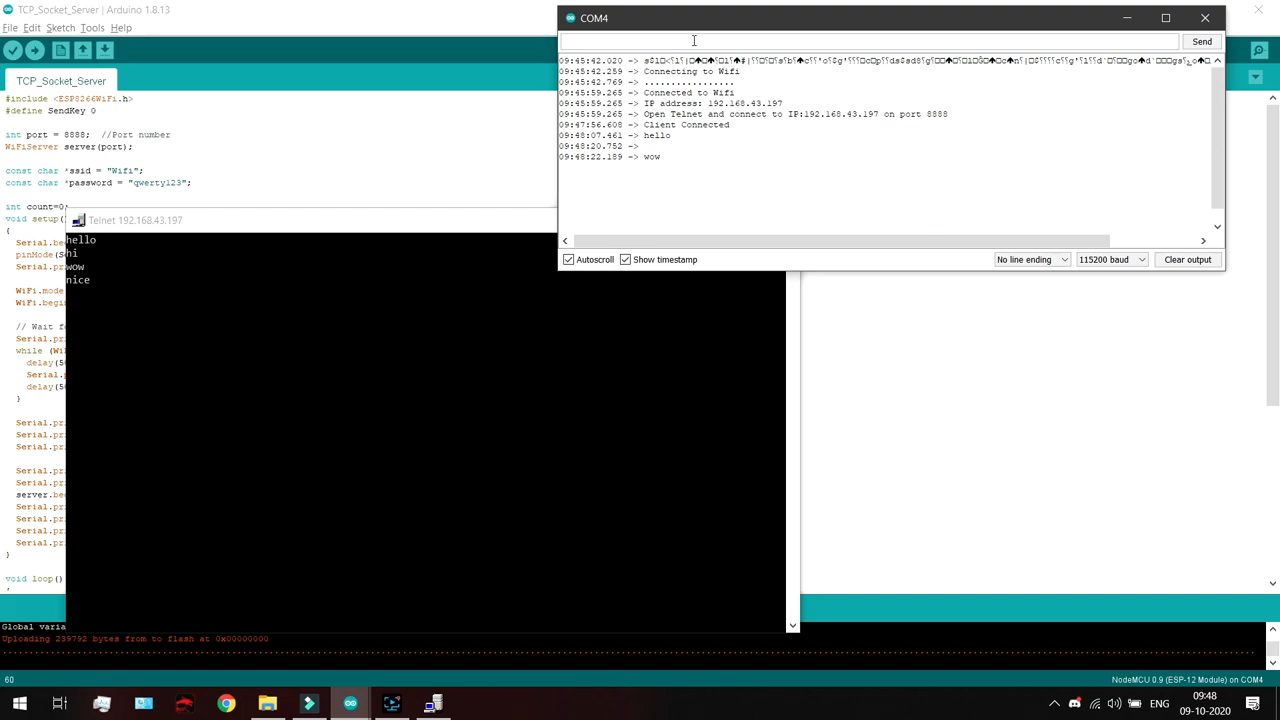 TCP_Socket_Server | Arduino 1.8.13
File Edit Sketch Tools Help
TCP_Socket_Server
#include <ESP8266WiFi.h>
#define SendKey 0
int port = 8888;  //Port number
WiFiServer server(port);
const char *ssid = "Wifi";
const char *password = "qwerty123";
int count=0;
void setup(
{
Serial.be
pinMode(S
Serial.pr
WiFi.mode
WiFi.begi
// Wait fo
Serial.pr
while (Wi
delay(50
Serial.p
delay(50
}
Serial.pr
Serial.pr
Serial.pr
Serial.pr
Serial.pr
server.be
Serial.pr
Serial.pr
Serial.pr
Serial.pr
}
void loop()
Global varia
Uploading 239792 bytes from to flash at 0x00000000
60
NodeMCU 0.9 (ESP-12 Module) on COM4
Telnet 192.168.43.197
hello
hi
wow
nice
COM4
Send
09:45:42.020 ->
09:45:42.259 -> Connecting to Wifi
09:45:42.769 -> ................
09:45:59.265 -> Connected to Wifi
09:45:59.265 -> IP address: 192.168.43.197
09:45:59.265 -> Open Telnet and connect to IP:192.168.43.197 on port 8888
09:47:56.608 -> Client Connected
09:48:07.461 -> hello
09:48:20.752 ->
09:48:22.189 -> wow
Autoscroll Show timestamp No line ending 115200 baud Clear output
ENG
09:48
09-10-2020